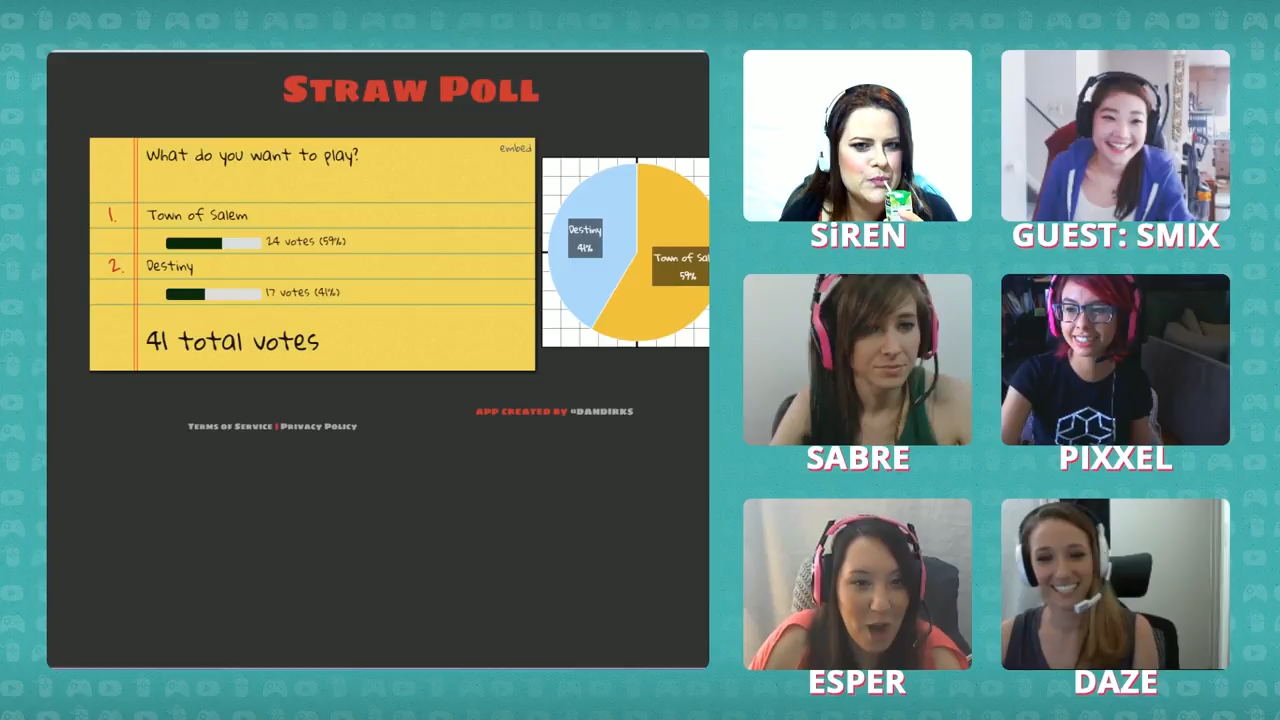 STRAW POLL
What do you want to play?
embed
1. Town of Salem
24 votes (59%)
2. Destiny
17 votes (41%)
41 total votes
Destiny
41%
Town of Sal
59%
APP CREATED BY @DANDIRKS
TERMS OF SERVICE | PRIVACY POLICY
SiREN
GUEST: SMIX
SABRE
PIXXEL
ESPER
DAZE